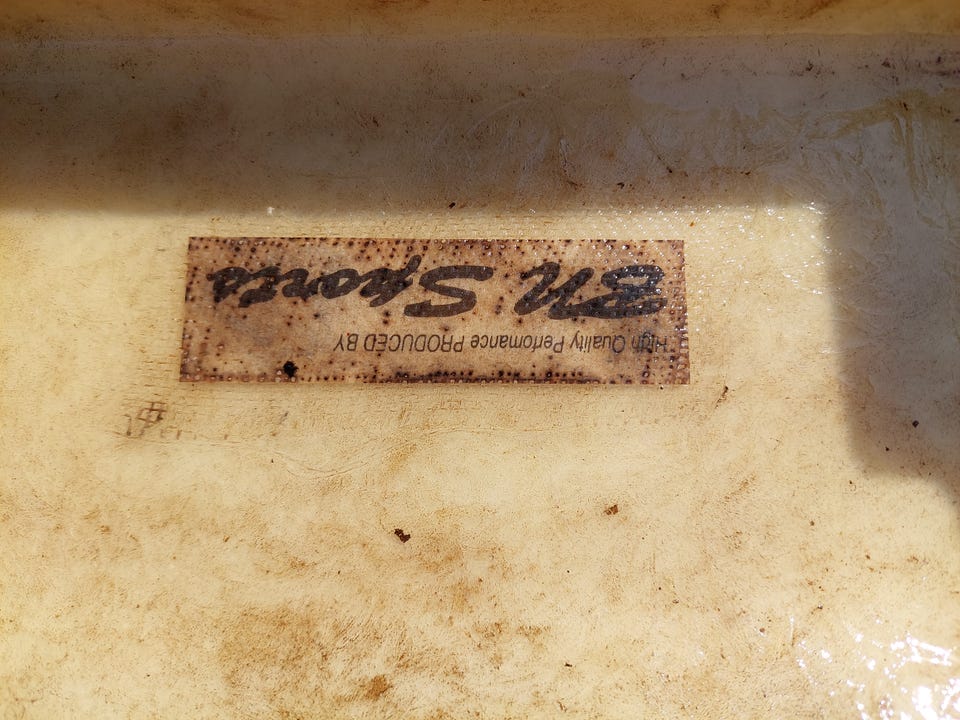 High Quality Perfomance PRODUCED BY
BN Sports